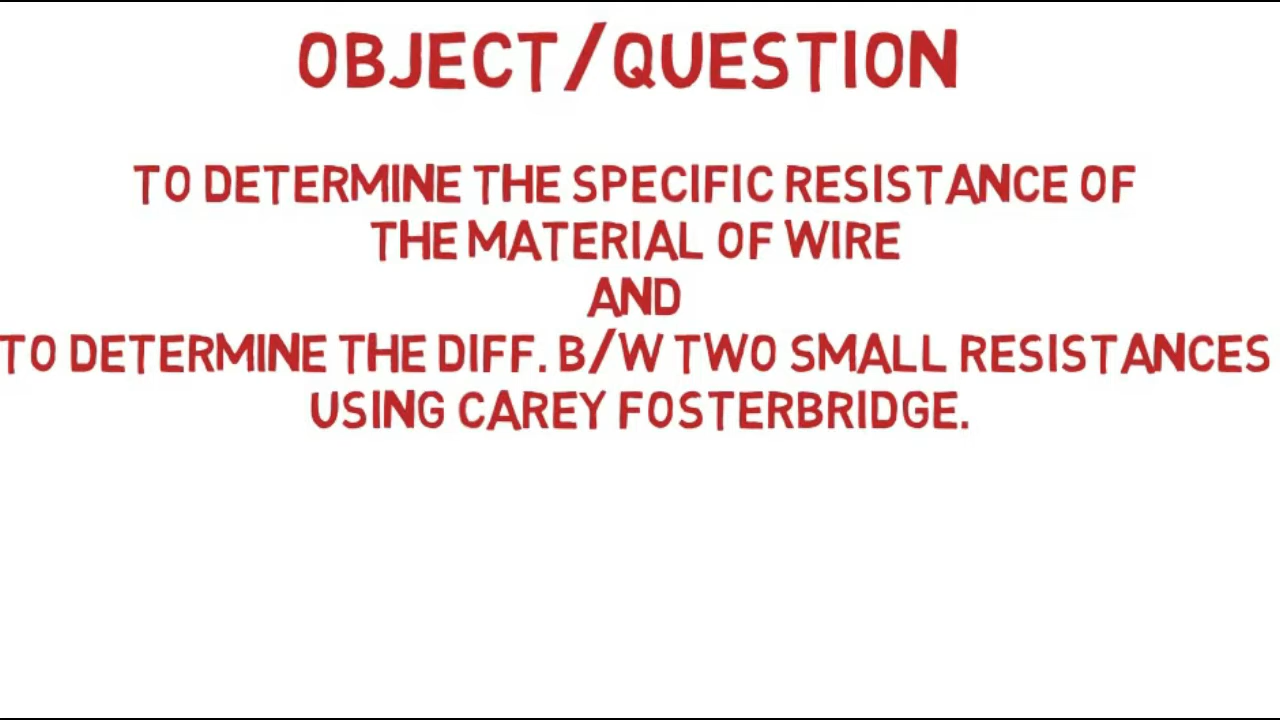 OBJECT/QUESTION
TO DETERMINE THE SPECIFIC RESISTANCE OF
THE MATERIAL OF WIRE
AND
TO DETERMINE THE DIFF. B/W TWO SMALL RESISTANCES
USING CAREY FOSTERBRIDGE.